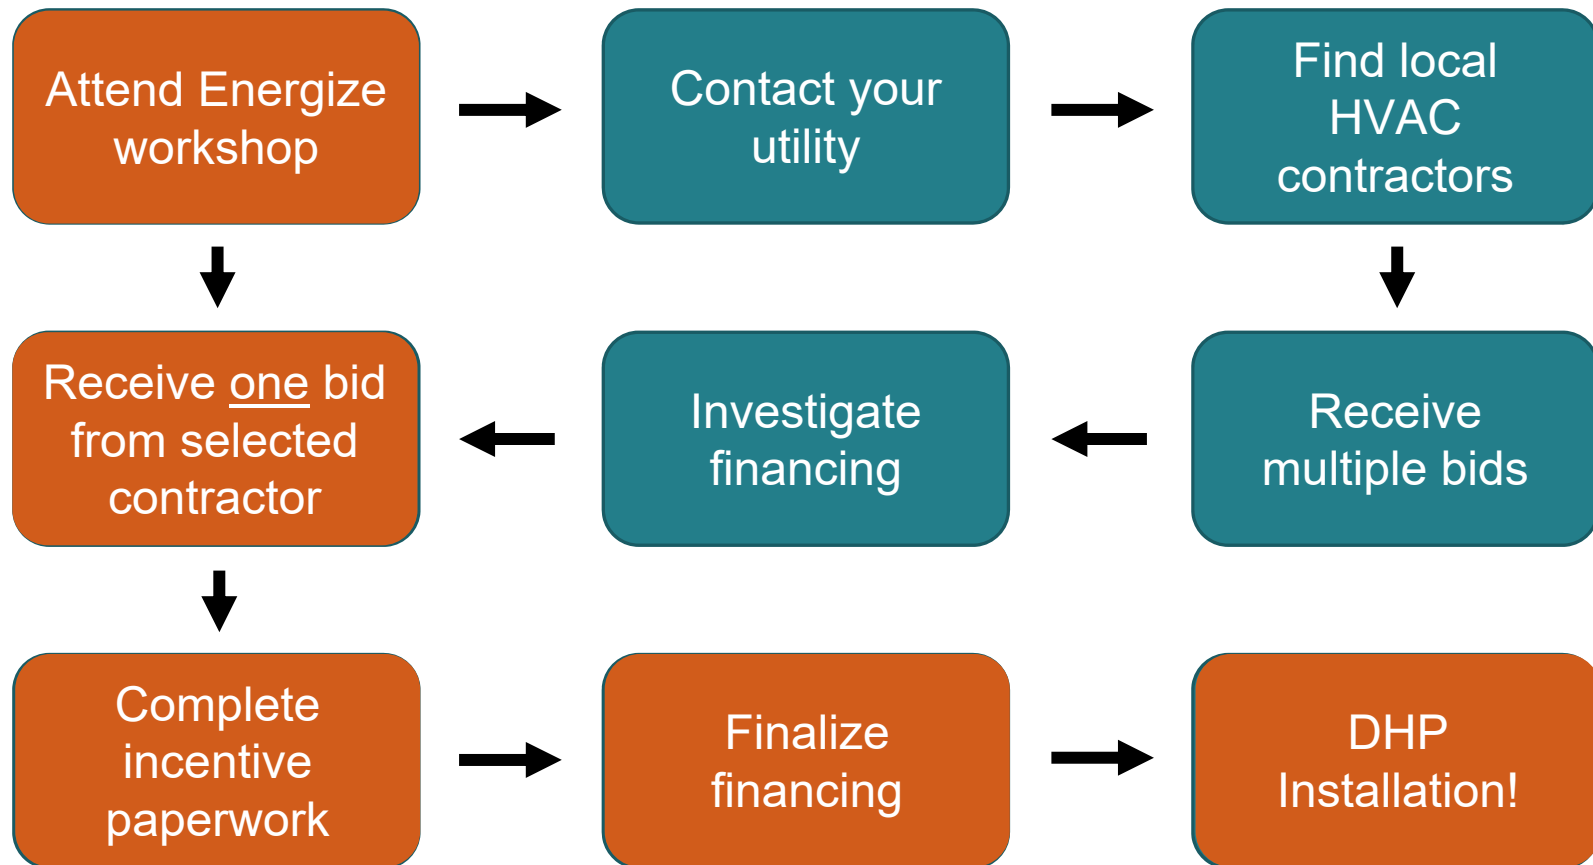 Attend Energize
workshop
Contact your
utility
Find local
HVAC
contractors
Receive one bid
from selected
contractor
Investigate
financing
Receive
multiple bids
Complete
incentive
paperwork
Finalize
financing
DHP
Installation!